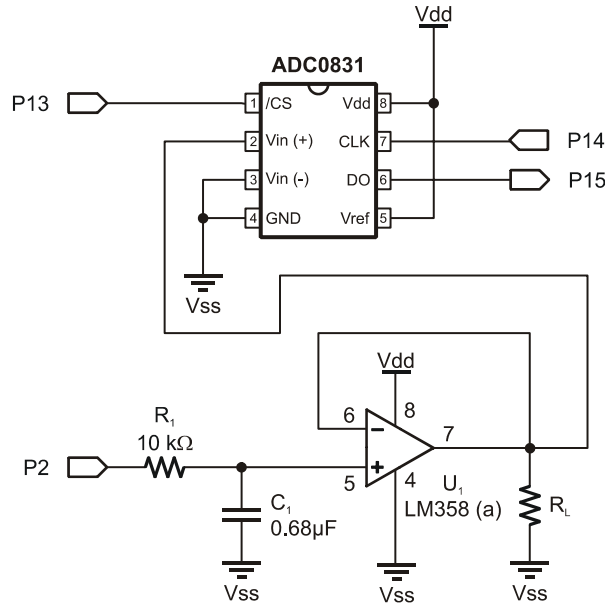 Vdd
ADC0831
P13
1 /CS Vdd 8
2 Vin (+) CLK 7
P14
3 Vin (-) DO 6
P15
4 GND Vref 5
Vss
Vdd
R1
10 kΩ
6
8
7
P2
5
4
U1
LM358 (a)
C1
0.68µF
RL
Vss
Vss
Vss